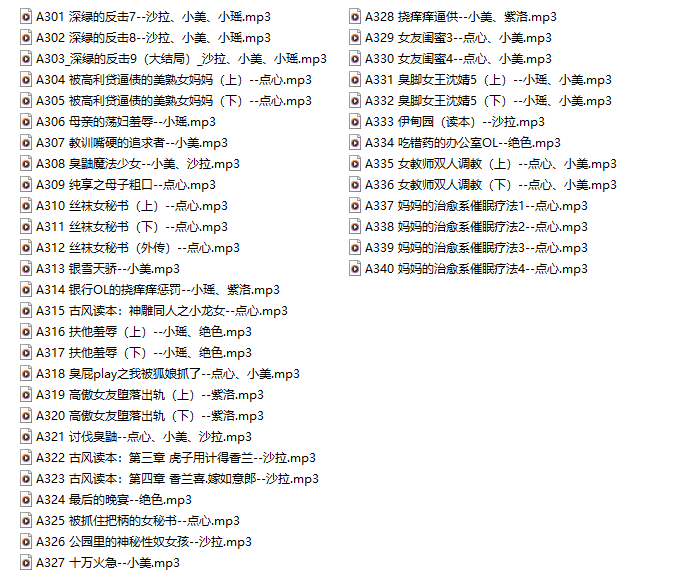 A301 深绿的反击7--沙拉、小美、小瑶.mp3
A302 深绿的反击8--沙拉、小美、小瑶.mp3
A303_深绿的反击9（大结局）_沙拉、小美、小瑶.mp3
A304 被高利贷逼债的美熟女妈妈（上）--点心.mp3
A305 被高利贷逼债的美熟女妈妈（下）--点心.mp3
A306 母亲的荡妇羞辱--小瑶.mp3
A307 教训嘴硬的追求者--小美.mp3
A308 臭鼬魔法少女--小美、沙拉.mp3
A309 纯享之母子粗口--点心.mp3
A310 丝袜女秘书（上）--点心.mp3
A311 丝袜女秘书（下）--点心.mp3
A312 丝袜女秘书（外传）--点心.mp3
A313 银雪天骄--小美.mp3
A314 银行OL的挠痒痒惩罚--小瑶、紫洛.mp3
A315 古风读本：神雕同人之小龙女--点心.mp3
A316 扶他羞辱（上）--小瑶、绝色.mp3
A317 扶他羞辱（下）--小瑶、绝色.mp3
A318 臭屁play之我被狐娘抓了--点心、小美.mp3
A319 高傲女友堕落出轨（上）--紫洛.mp3
A320 高傲女友堕落出轨（下）--紫洛.mp3
A321 讨伐臭鼬--点心、小美、沙拉.mp3
A322 古风读本：第三章 虎子用计得香兰--沙拉.mp3
A323 古风读本：第四章 香兰喜.嫁如意郎--沙拉.mp3
A324 最后的晚宴--绝色.mp3
A325 被抓住把柄的女秘书--点心.mp3
A326 公园里的神秘性奴女孩--沙拉.mp3
A327 十万火急--小美.mp3
A328 挠痒痒逼供--小美、紫洛.mp3
A329 女友闺蜜3--点心、小美.mp3
A330 女友闺蜜4--点心、小美.mp3
A331 臭脚女王沈婧5（上）--小瑶、小美.mp3
A332 臭脚女王沈婧5（下）--小瑶、小美.mp3
A333 伊甸园（读本）--沙拉.mp3
A334 吃错药的办公室OL--绝色.mp3
A335 女教师双人调教（上）--点心、小美.mp3
A336 女教师双人调教（下）--点心、小美.mp3
A337 妈妈的治愈系催眠疗法1--点心.mp3
A338 妈妈的治愈系催眠疗法2--点心.mp3
A339 妈妈的治愈系催眠疗法3--点心.mp3
A340 妈妈的治愈系催眠疗法4--点心.mp3